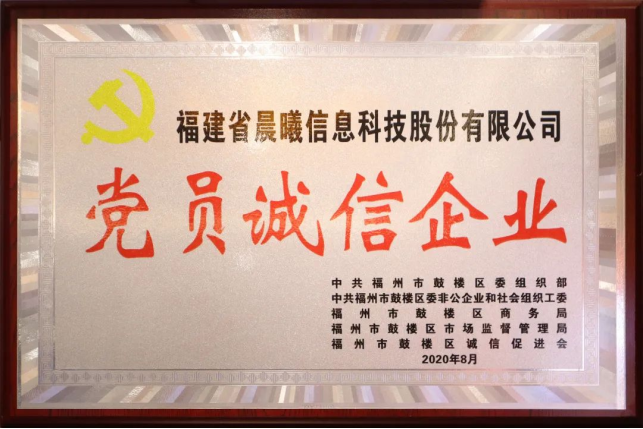 福建省晨曦信息科技股份有限公司
党员诚信企业
中共福州市鼓楼区委组织部
中共福州市鼓楼区委非公企业和社会组织工委
福州市鼓楼区商务局
福州市鼓楼区市场监督管理局
福州市鼓楼区诚信促进会
2020年8月